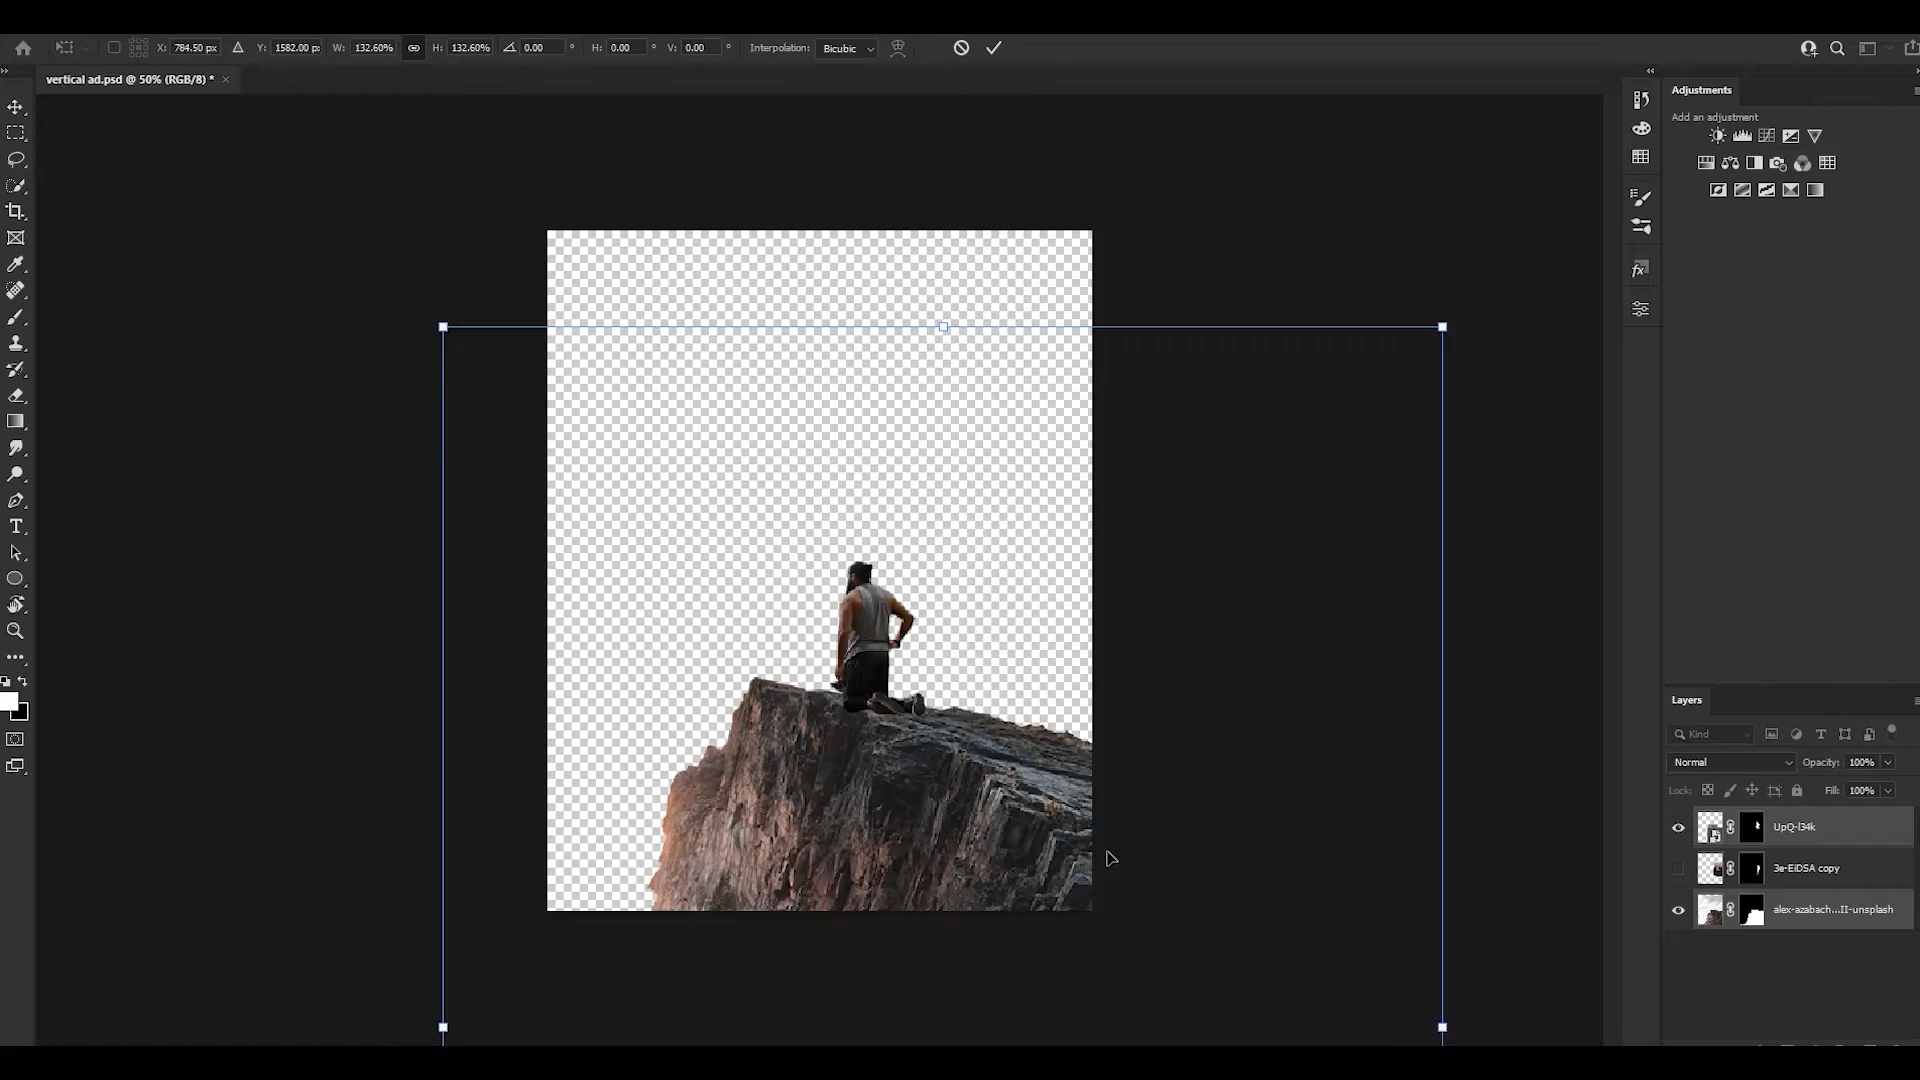 X: 784.50 px Y: 1582.00 p: W: 132.60% H: 132.60% 0.00 ° H: 0.00 ° V: 0.00 ° Interpolation: Bicubic
vertical ad.psd @ 50% (RGB/8) * ×
Adjustments
Add an adjustment
fx
T
Layers
Kind
Normal Opacity: 100%
Lock: Fill: 100%
UpQ-l34k
3e-EiDSA copy
alex-azabach...II-unsplash